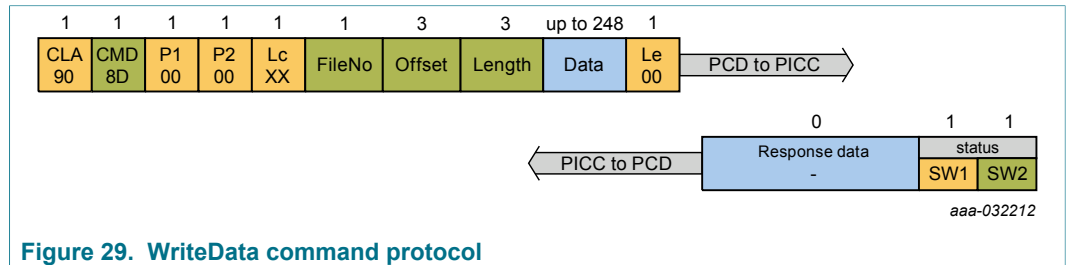 1 1 1 1 1 1 3 3 up to 248 1
CLA CMD P1 P2 Lc FileNo Offset Length Data Le
90 8D 00 00 XX 00
PCD to PICC
0 1 1
Response data status
PICC to PCD
- SW1 SW2
aaa-032212
Figure 29. WriteData command protocol